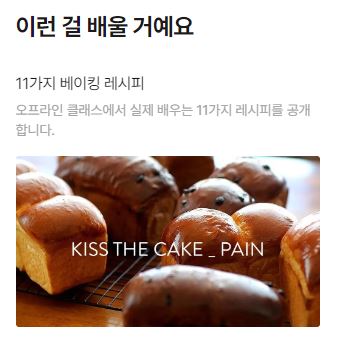 이런 걸 배울 거예요
11가지 베이킹 레시피
오프라인 클래스에서 실제 배우는 11가지 레시피를 공개
합니다.
KISS THE CAKE _ PAIN